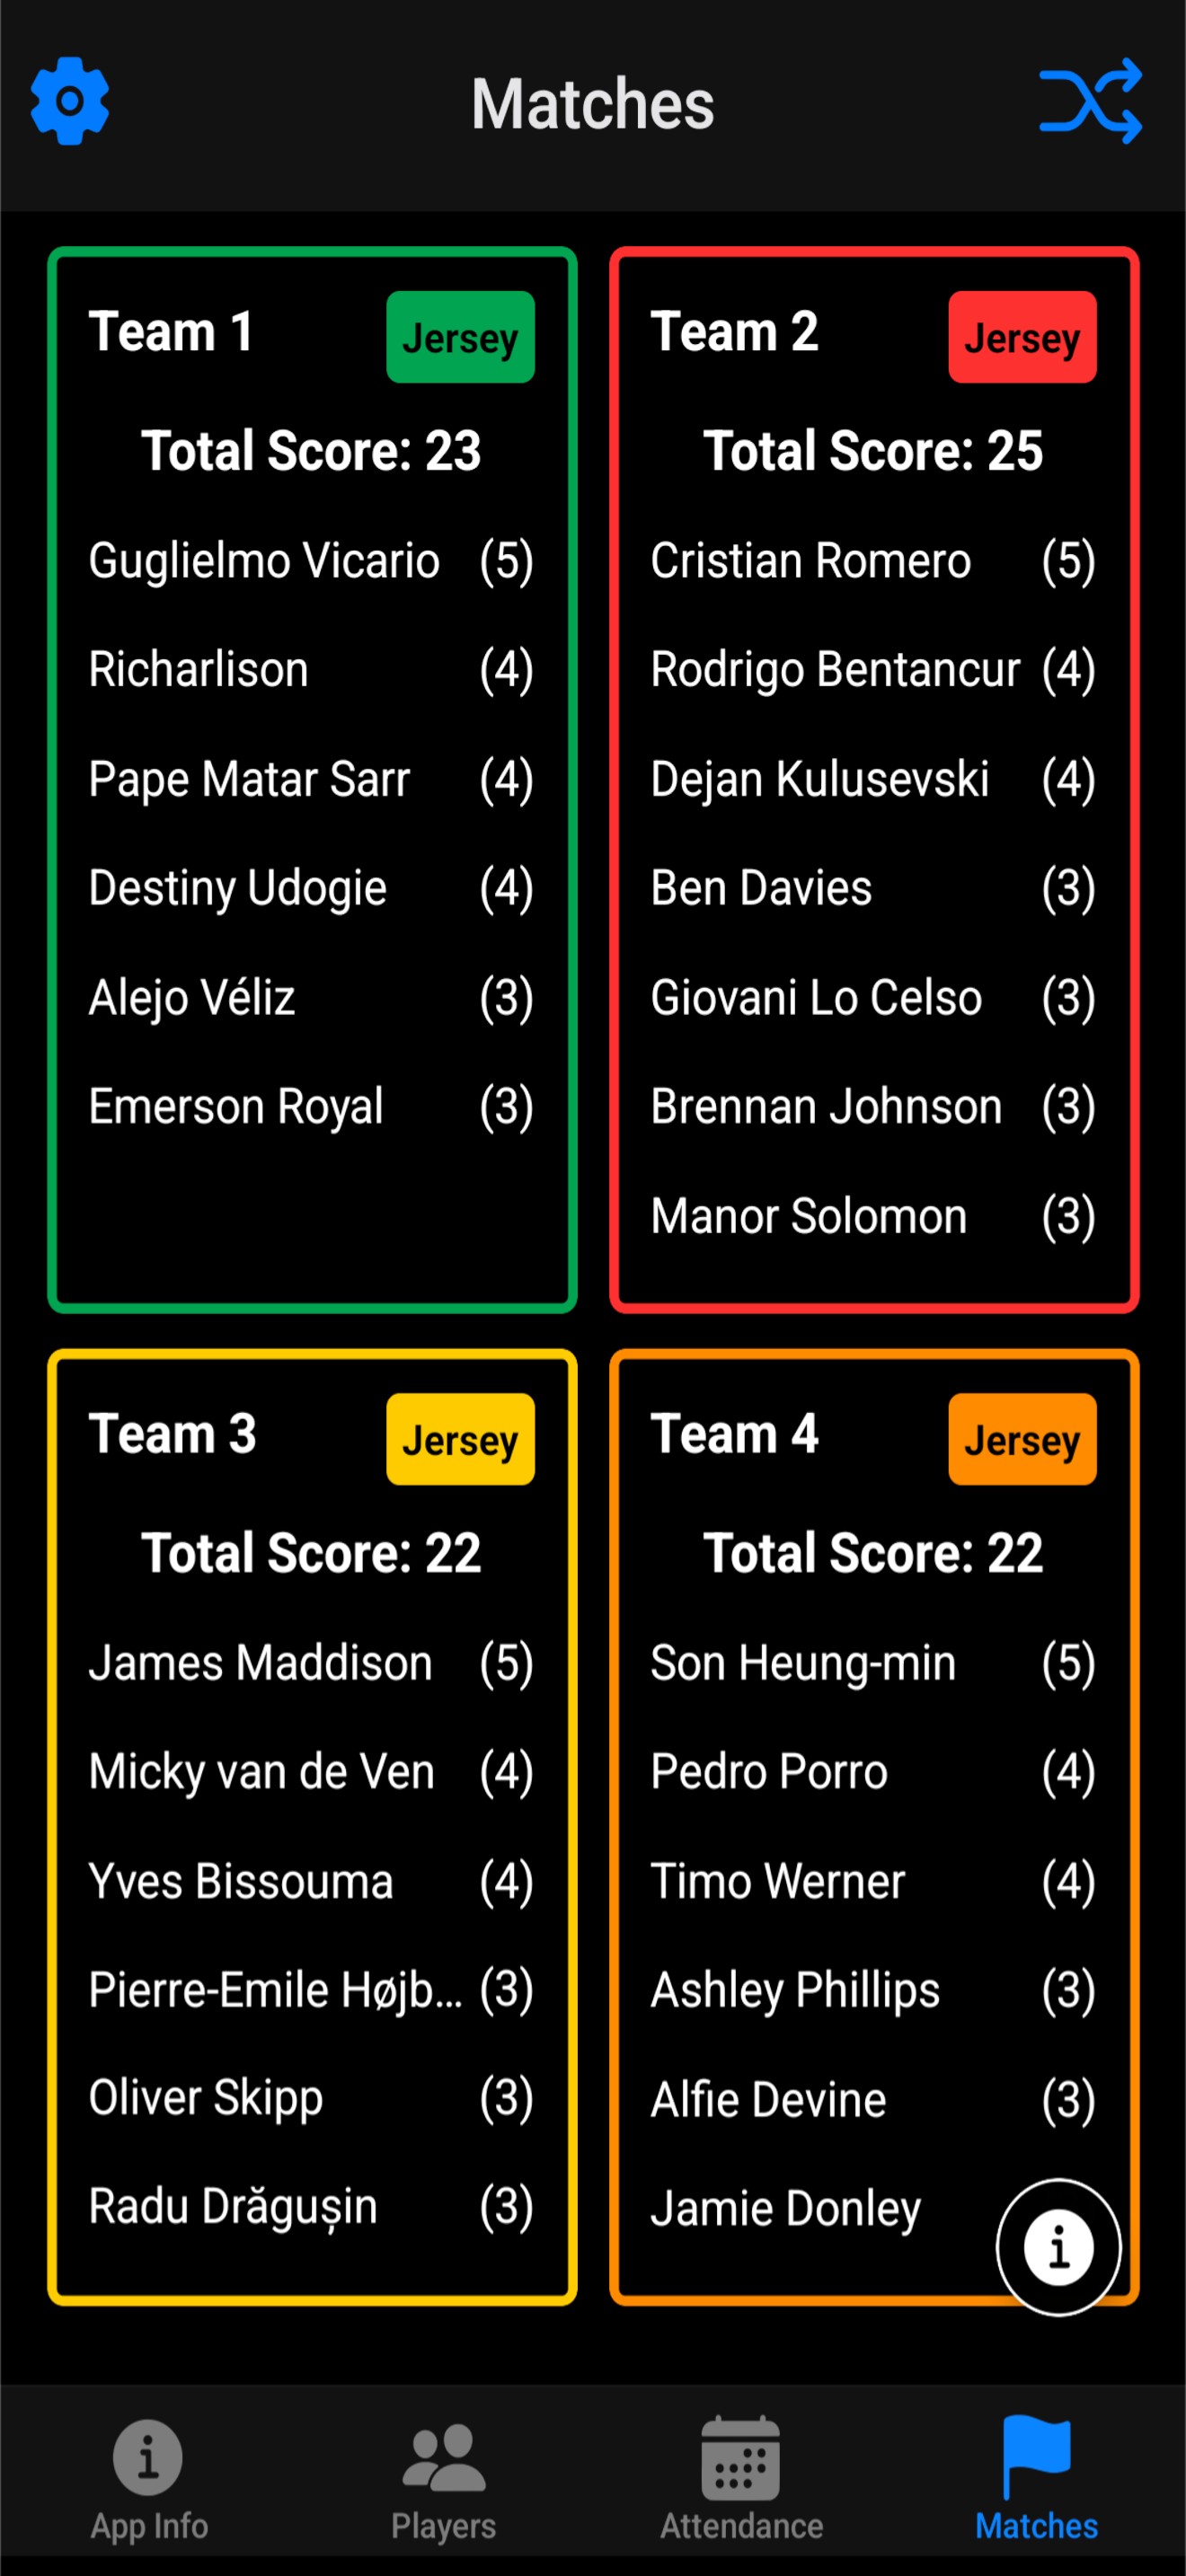 Matches
Team 1 Jersey
Total Score: 23
Guglielmo Vicario (5)
Richarlison (4)
Pape Matar Sarr (4)
Destiny Udogie (4)
Alejo Véliz (3)
Emerson Royal (3)
Team 2 Jersey
Total Score: 25
Cristian Romero (5)
Rodrigo Bentancur (4)
Dejan Kulusevski (4)
Ben Davies (3)
Giovani Lo Celso (3)
Brennan Johnson (3)
Manor Solomon (3)
Team 3 Jersey
Total Score: 22
James Maddison (5)
Micky van de Ven (4)
Yves Bissouma (4)
Pierre-Emile Højb... (3)
Oliver Skipp (3)
Radu Drăgușin (3)
Team 4 Jersey
Total Score: 22
Son Heung-min (5)
Pedro Porro (4)
Timo Werner (4)
Ashley Phillips (3)
Alfie Devine (3)
Jamie Donley
App Info
Players
Attendance
Matches